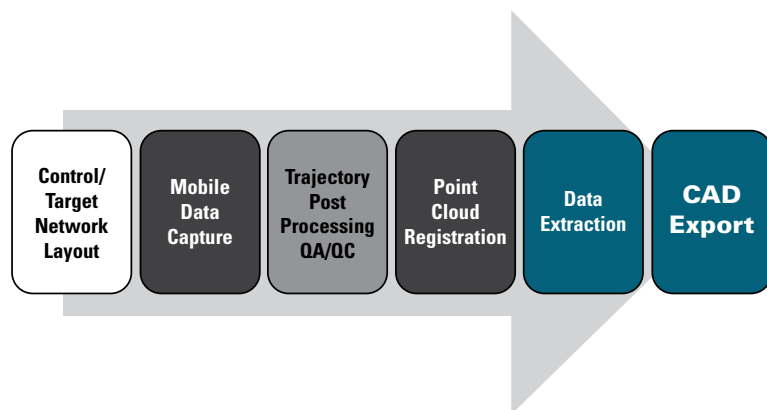 Control/
Target
Network
Layout
Mobile
Data
Capture
Trajectory
Post
Processing
QA/QC
Point
Cloud
Registration
Data
Extraction
CAD
Export